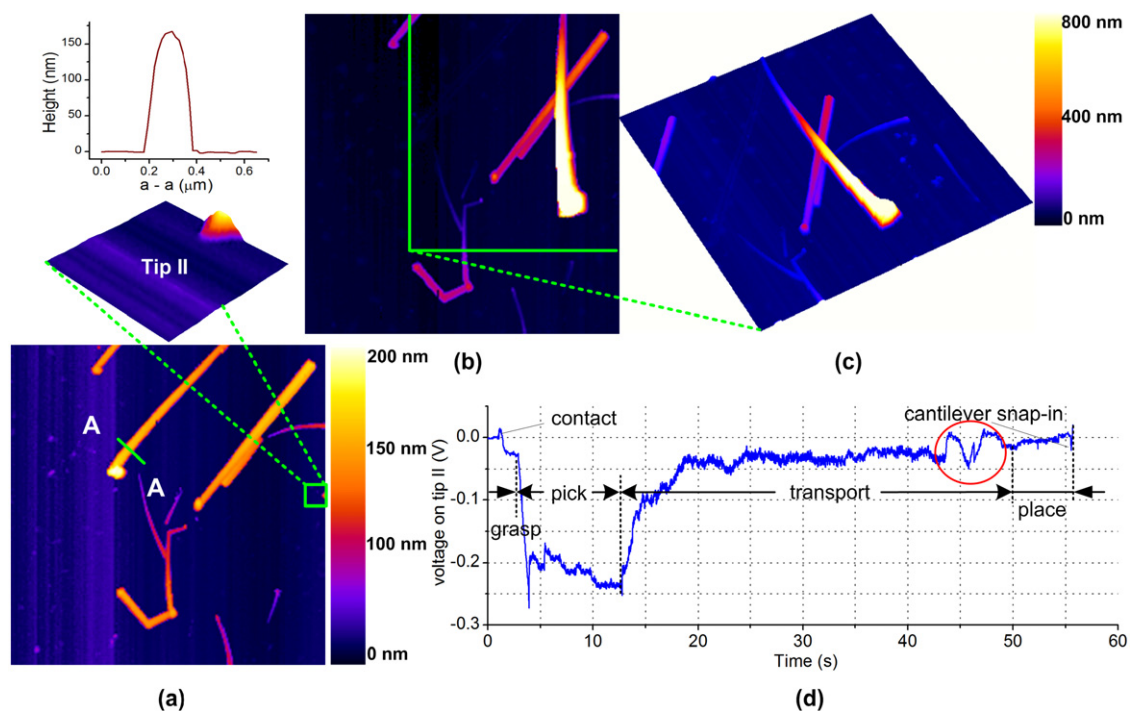 150
100
50
0
Height (nm)
0.0 0.2 0.4 0.6
a - a (μm)
Tip II
(b)
(c)
800 nm
400 nm
0 nm
A
A
200 nm
150 nm
100 nm
0 nm
(a)
0.0
-0.1
-0.2
-0.3
voltage on tip II (V)
contact
cantilever snap-in
grasp
pick
transport
place
0 10 20 30 40 50 60
Time (s)
(d)